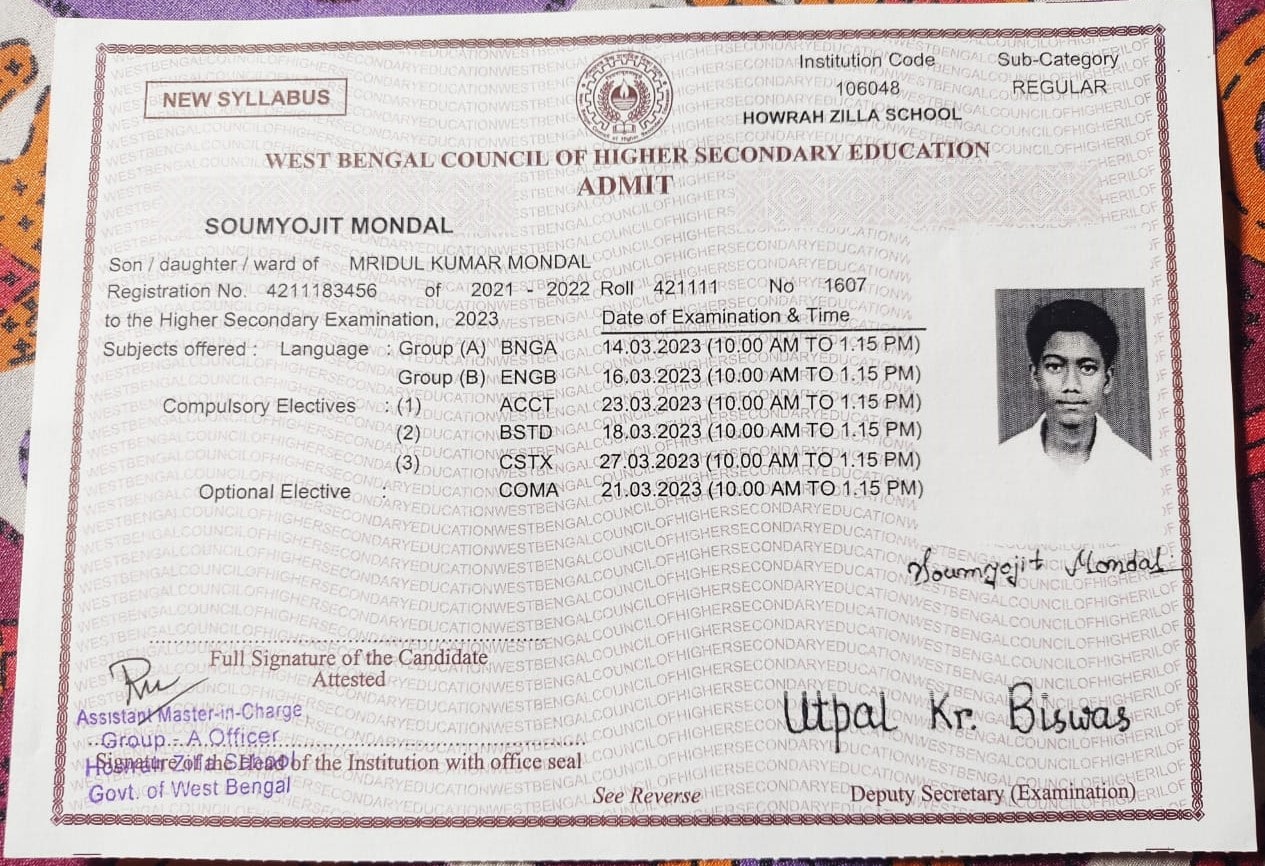 NEW SYLLABUS
Institution Code
106048
HOWRAH ZILLA SCHOOL
Sub-Category
REGULAR
WEST BENGAL COUNCIL OF HIGHER SECONDARY EDUCATION
ADMIT
SOUMYOJIT MONDAL
Son / daughter / ward of MRIDUL KUMAR MONDAL
Registration No. 4211183456 of 2021 - 2022 Roll 421111 No 1607
to the Higher Secondary Examination, 2023 Date of Examination & Time
Subjects offered : Language : Group (A) BNGA 14.03.2023 (10.00 AM TO 1.15 PM)
Group (B) ENGB 16.03.2023 (10.00 AM TO 1.15 PM)
Compulsory Electives : (1) ACCT 23.03.2023 (10.00 AM TO 1.15 PM)
(2) BSTD 18.03.2023 (10.00 AM TO 1.15 PM)
(3) CSTX 27.03.2023 (10.00 AM TO 1.15 PM)
Optional Elective : COMA 21.03.2023 (10.00 AM TO 1.15 PM)
Soumyojit Mondal
Full Signature of the Candidate
Attested
Assistant Master-in-Charge
Group - A Officer
Howrah Zilla School
Govt. of West Bengal
Signature of the Head of the Institution with office seal
See Reverse
Utpal Kr. Biswas
Deputy Secretary (Examination)